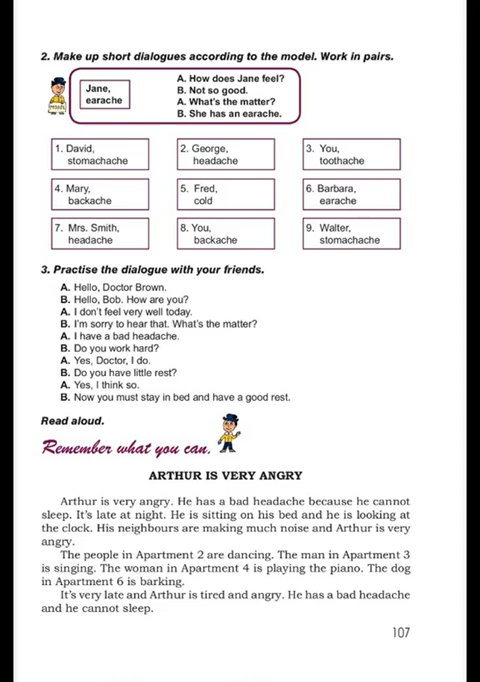 2. Make up short dialogues according to the model. Work in pairs.
Jane,
earache
A. How does Jane feel?
B. Not so good.
A. What's the matter?
B. She has an earache.
1. David,
stomachache
2. George,
headache
3. You,
toothache
4. Mary,
backache
5. Fred,
cold
6. Barbara,
earache
7. Mrs. Smith,
headache
8. You,
backache
9. Walter,
stomachache
3. Practise the dialogue with your friends.
A. Hello, Doctor Brown.
B. Hello, Bob. How are you?
A. I don't feel very well today.
B. I'm sorry to hear that. What's the matter?
A. I have a bad headache.
B. Do you work hard?
A. Yes, Doctor, I do.
B. Do you have little rest?
A. Yes, I think so.
B. Now you must stay in bed and have a good rest.
Read aloud.
Remember what you can.
ARTHUR IS VERY ANGRY
Arthur is very angry. He has a bad headache because he cannot
sleep. It's late at night. He is sitting on his bed and he is looking at
the clock. His neighbours are making much noise and Arthur is very
angry.
The people in Apartment 2 are dancing. The man in Apartment 3
is singing. The woman in Apartment 4 is playing the piano. The dog
in Apartment 6 is barking.
It's very late and Arthur is tired and angry. He has a bad headache
and he cannot sleep.
107